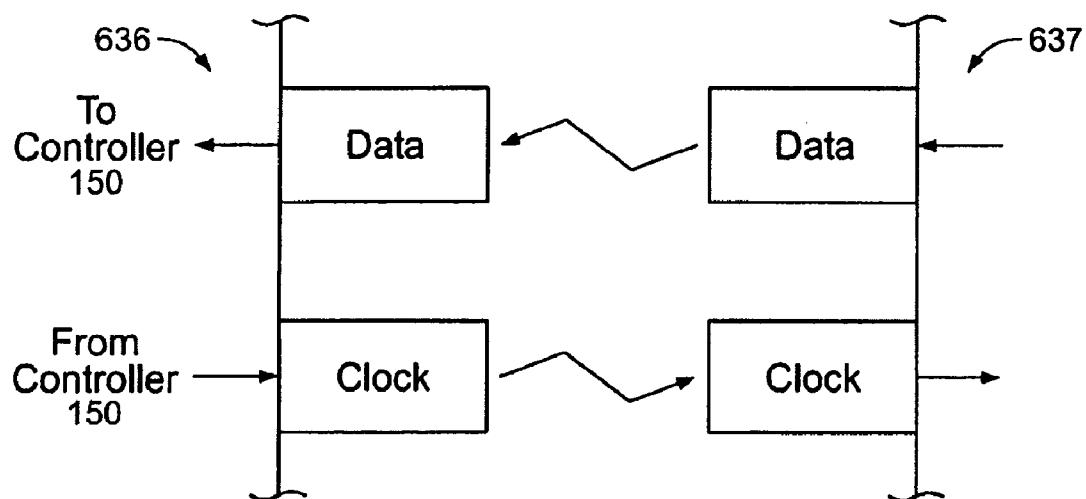 636
637
To
Controller
150
Data
Data
From
Controller
150
Clock
Clock